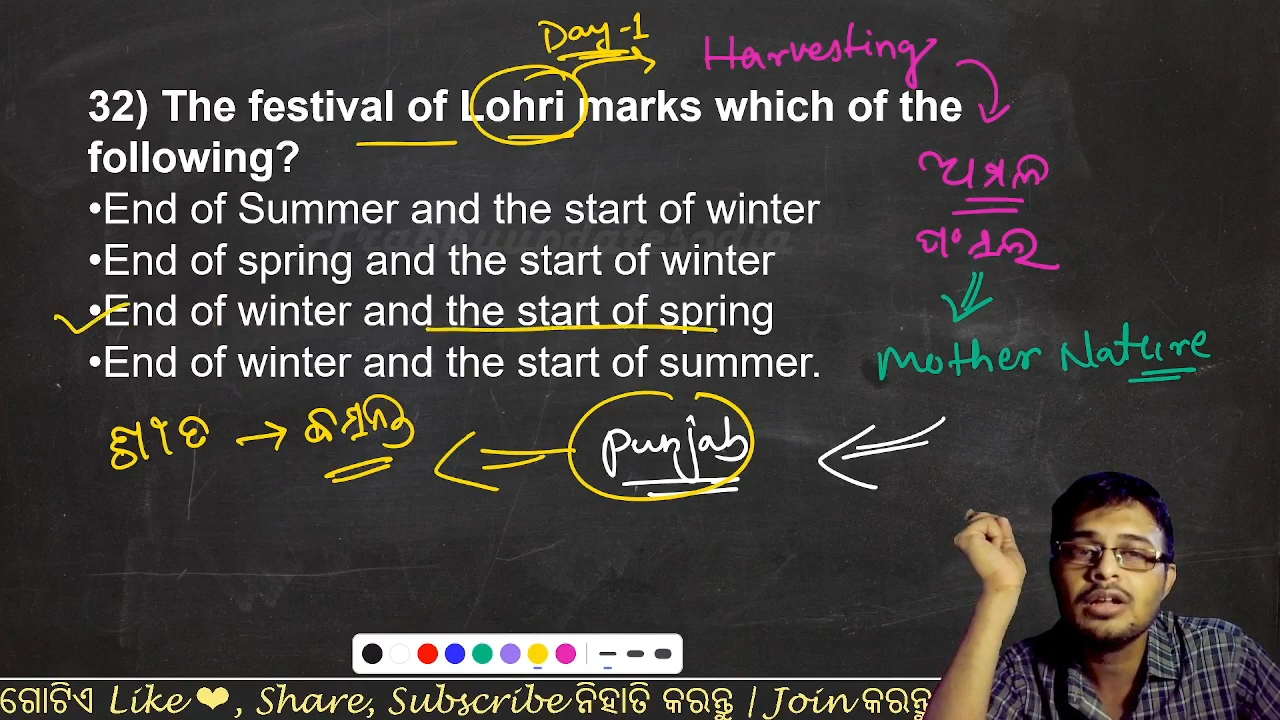 Day-1
Harvesting
32) The festival of Lohri marks which of the
following?
•End of Summer and the start of winter
•End of spring and the start of winter
•End of winter and the start of spring
•End of winter and the start of summer.
Mother Nature
ଶୀତ → ବସନ୍ତ
Punjab
ଗୋଟିଏ Like ❤, Share, Subscribe ନିହାତି କରନ୍ତୁ | Join କରନ୍ତୁ